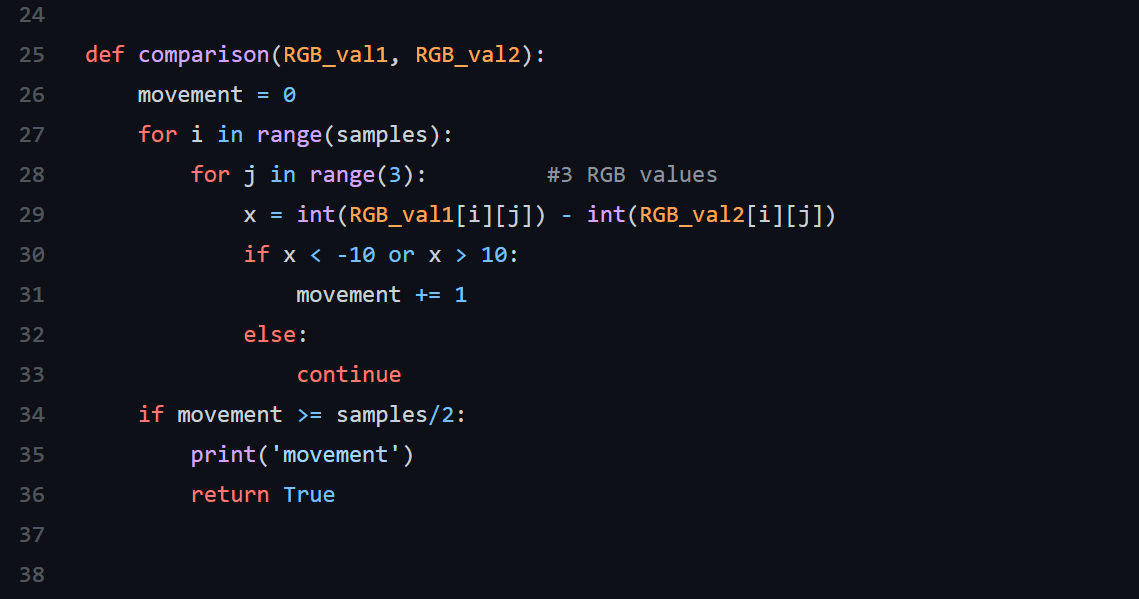 24
25 def comparison(RGB_val1, RGB_val2):
26     movement = 0
27     for i in range(samples):
28         for j in range(3):         #3 RGB values
29             x = int(RGB_val1[i][j]) - int(RGB_val2[i][j])
30             if x < -10 or x > 10:
31                 movement += 1
32             else:
33                 continue
34     if movement >= samples/2:
35         print('movement')
36         return True
37
38